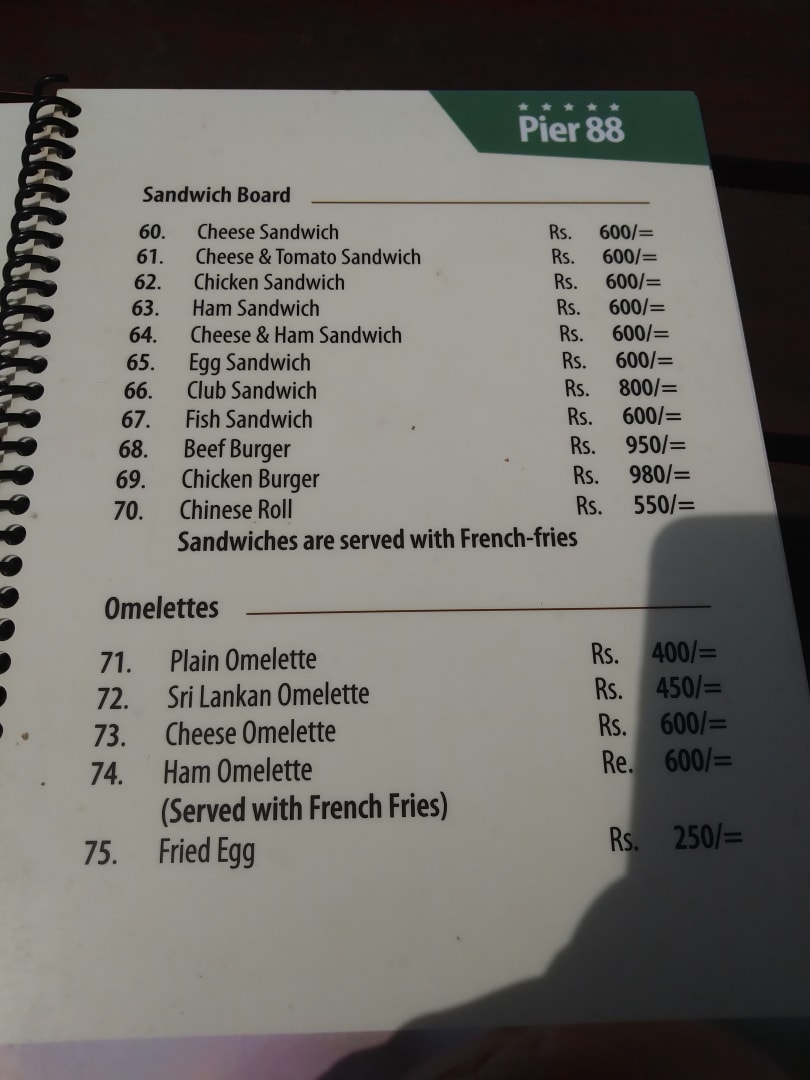 Pier 88
Sandwich Board
60. Cheese Sandwich Rs. 600/=
61. Cheese & Tomato Sandwich Rs. 600/=
62. Chicken Sandwich Rs. 600/=
63. Ham Sandwich Rs. 600/=
64. Cheese & Ham Sandwich Rs. 600/=
65. Egg Sandwich Rs. 600/=
66. Club Sandwich Rs. 800/=
67. Fish Sandwich Rs. 600/=
68. Beef Burger Rs. 950/=
69. Chicken Burger Rs. 980/=
70. Chinese Roll Rs. 550/=
Sandwiches are served with French-fries
Omelettes
71. Plain Omelette Rs. 400/=
72. Sri Lankan Omelette Rs. 450/=
73. Cheese Omelette Rs. 600/=
74. Ham Omelette Re. 600/=
(Served with French Fries)
75. Fried Egg Rs. 250/=